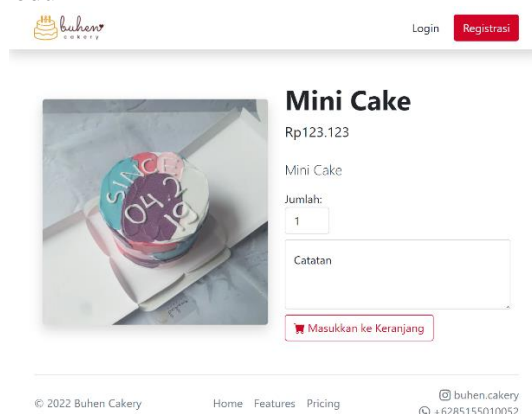 buhen
cakery
Login
Registrasi
Mini Cake
Rp123.123
Mini Cake
Jumlah:
1
Catatan
Masukkan ke Keranjang
SINCE
04.2
19
© 2022 Buhen Cakery
Home Features Pricing
buhen.cakery
+6285155010052